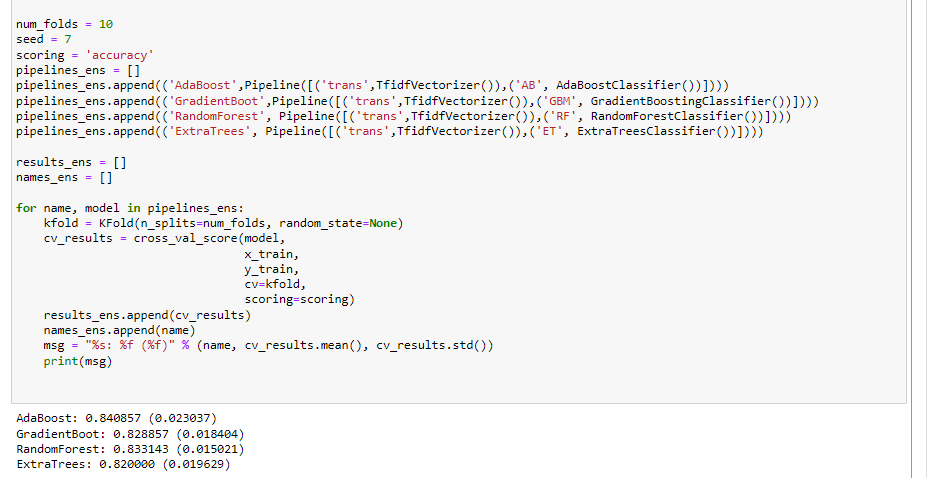 num_folds = 10
seed = 7
scoring = 'accuracy'
pipelines_ens = []
pipelines_ens.append(('AdaBoost',Pipeline([('trans',TfidfVectorizer()),('AB', AdaBoostClassifier())])))
pipelines_ens.append(('GradientBoot',Pipeline([('trans',TfidfVectorizer()),('GBM', GradientBoostingClassifier())])))
pipelines_ens.append(('RandomForest', Pipeline([('trans',TfidfVectorizer()),('RF', RandomForestClassifier())])))
pipelines_ens.append(('ExtraTrees', Pipeline([('trans',TfidfVectorizer()),('ET', ExtraTreesClassifier())])))
results_ens = []
names_ens = []
for name, model in pipelines_ens:
    kfold = KFold(n_splits=num_folds, random_state=None)
    cv_results = cross_val_score(model,
                                 x_train,
                                 y_train,
                                 cv=kfold,
                                 scoring=scoring)
    results_ens.append(cv_results)
    names_ens.append(name)
    msg = "%s: %f (%f)" % (name, cv_results.mean(), cv_results.std())
    print(msg)
AdaBoost: 0.840857 (0.023037)
GradientBoot: 0.828857 (0.018404)
RandomForest: 0.833143 (0.015021)
ExtraTrees: 0.820000 (0.019629)